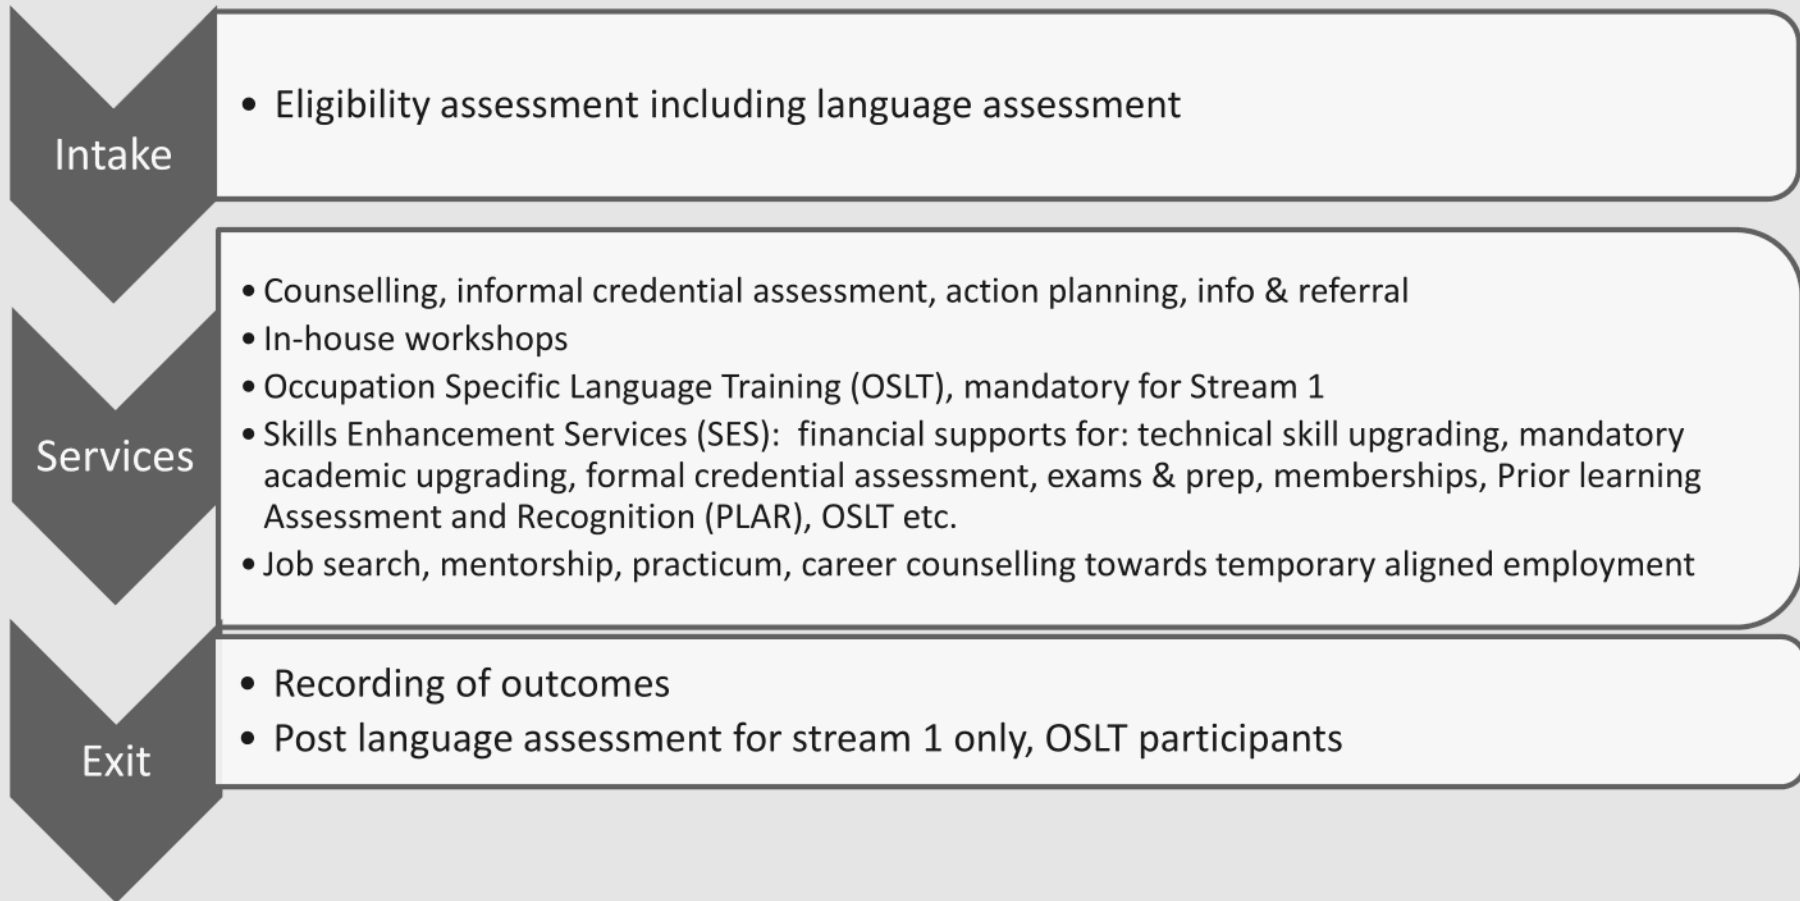 Intake
• Eligibility assessment including language assessment
Services
• Counselling, informal credential assessment, action planning, info & referral
• In-house workshops
• Occupation Specific Language Training (OSLT), mandatory for Stream 1
• Skills Enhancement Services (SES):  financial supports for: technical skill upgrading, mandatory
academic upgrading, formal credential assessment, exams & prep, memberships, Prior learning
Assessment and Recognition (PLAR), OSLT etc.
• Job search, mentorship, practicum, career counselling towards temporary aligned employment
Exit
• Recording of outcomes
• Post language assessment for stream 1 only, OSLT participants